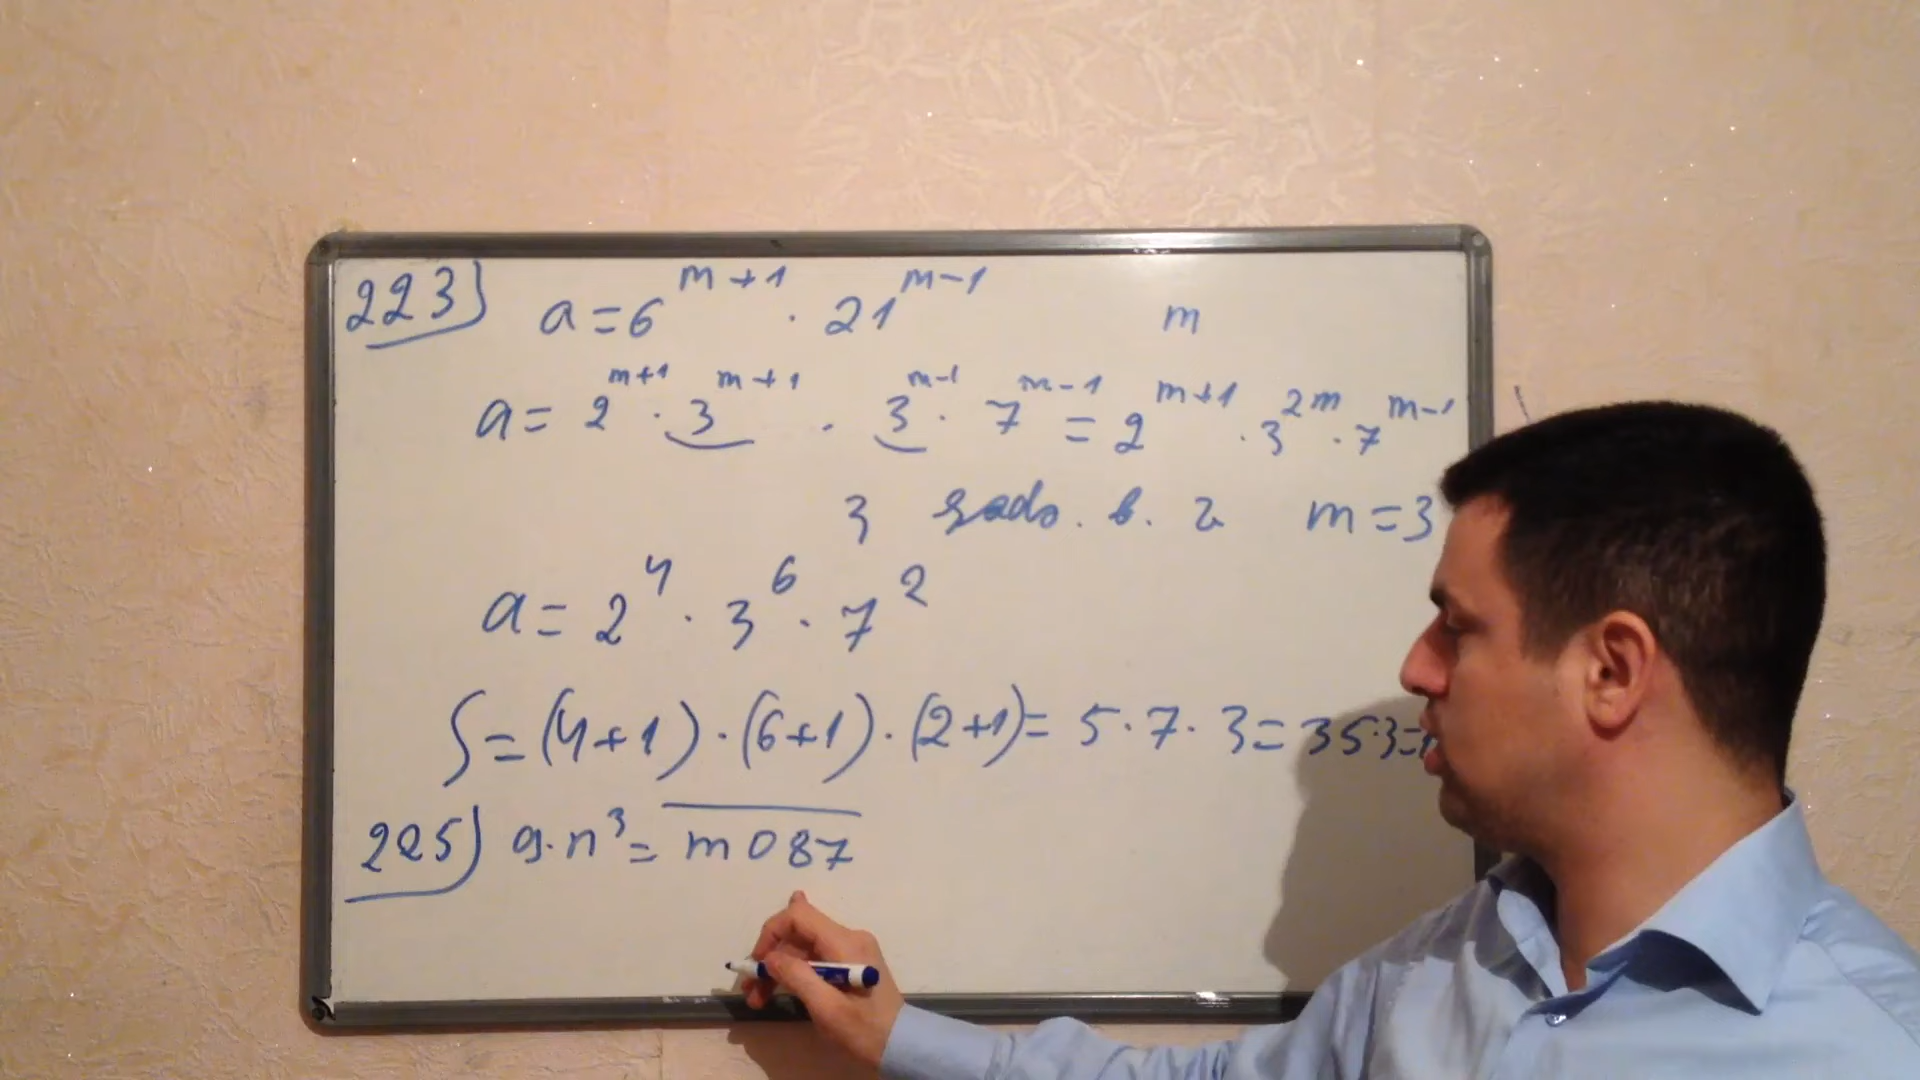 223) a = 6^{m+1} · 21^{m-1} m
a = 2^{m+1} · 3^{m+1} · 3^{m-1} · 7^{m-1} = 2^{m+1} · 3^{2m} · 7^{m-1}
3 m = 3
a = 2^4 · 3^6 · 7^2
S = (4+1) · (6+1) · (2+1) = 5 · 7 · 3 = 35·3=
225) 9·n^3 = \overline{m087}